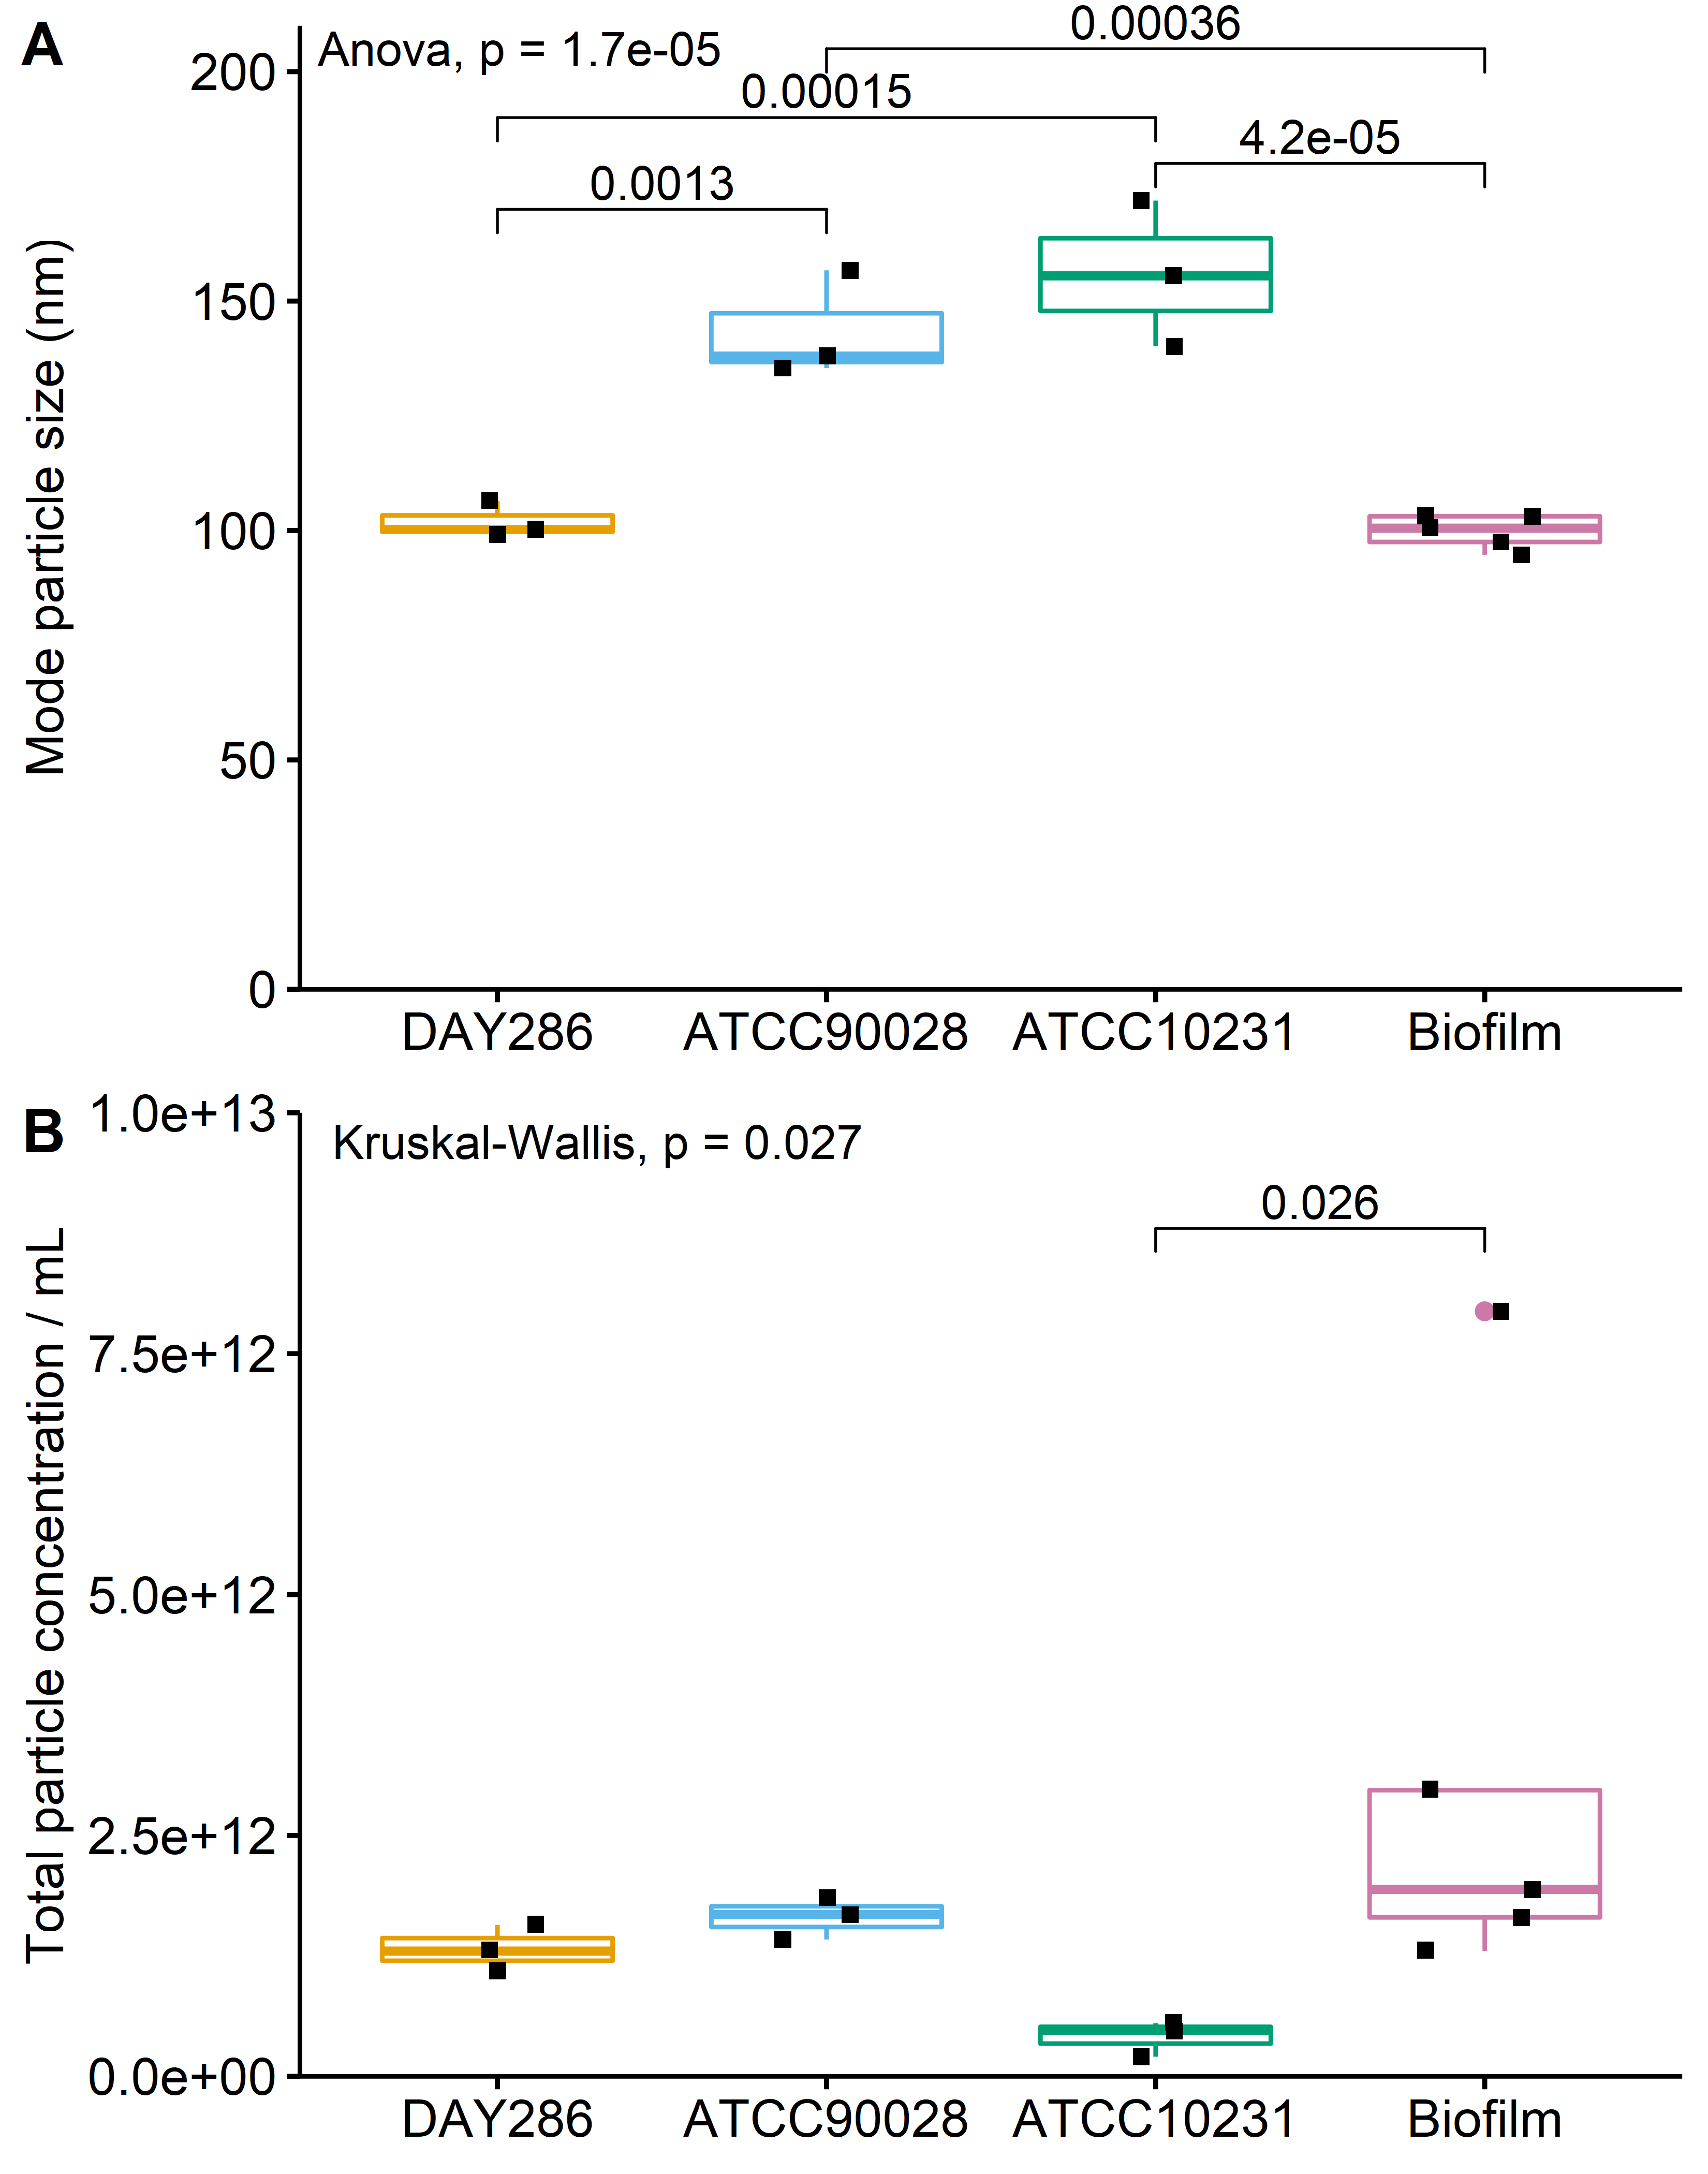 A
Anova, p = 1.7e-05
0.00036
0.00015
4.2e-05
0.0013
Mode particle size (nm)
200
150
100
50
0
DAY286 ATCC90028 ATCC10231 Biofilm
B
Kruskal-Wallis, p = 0.027
0.026
Total particle concentration / mL
1.0e+13
7.5e+12
5.0e+12
2.5e+12
0.0e+00
DAY286 ATCC90028 ATCC10231 Biofilm